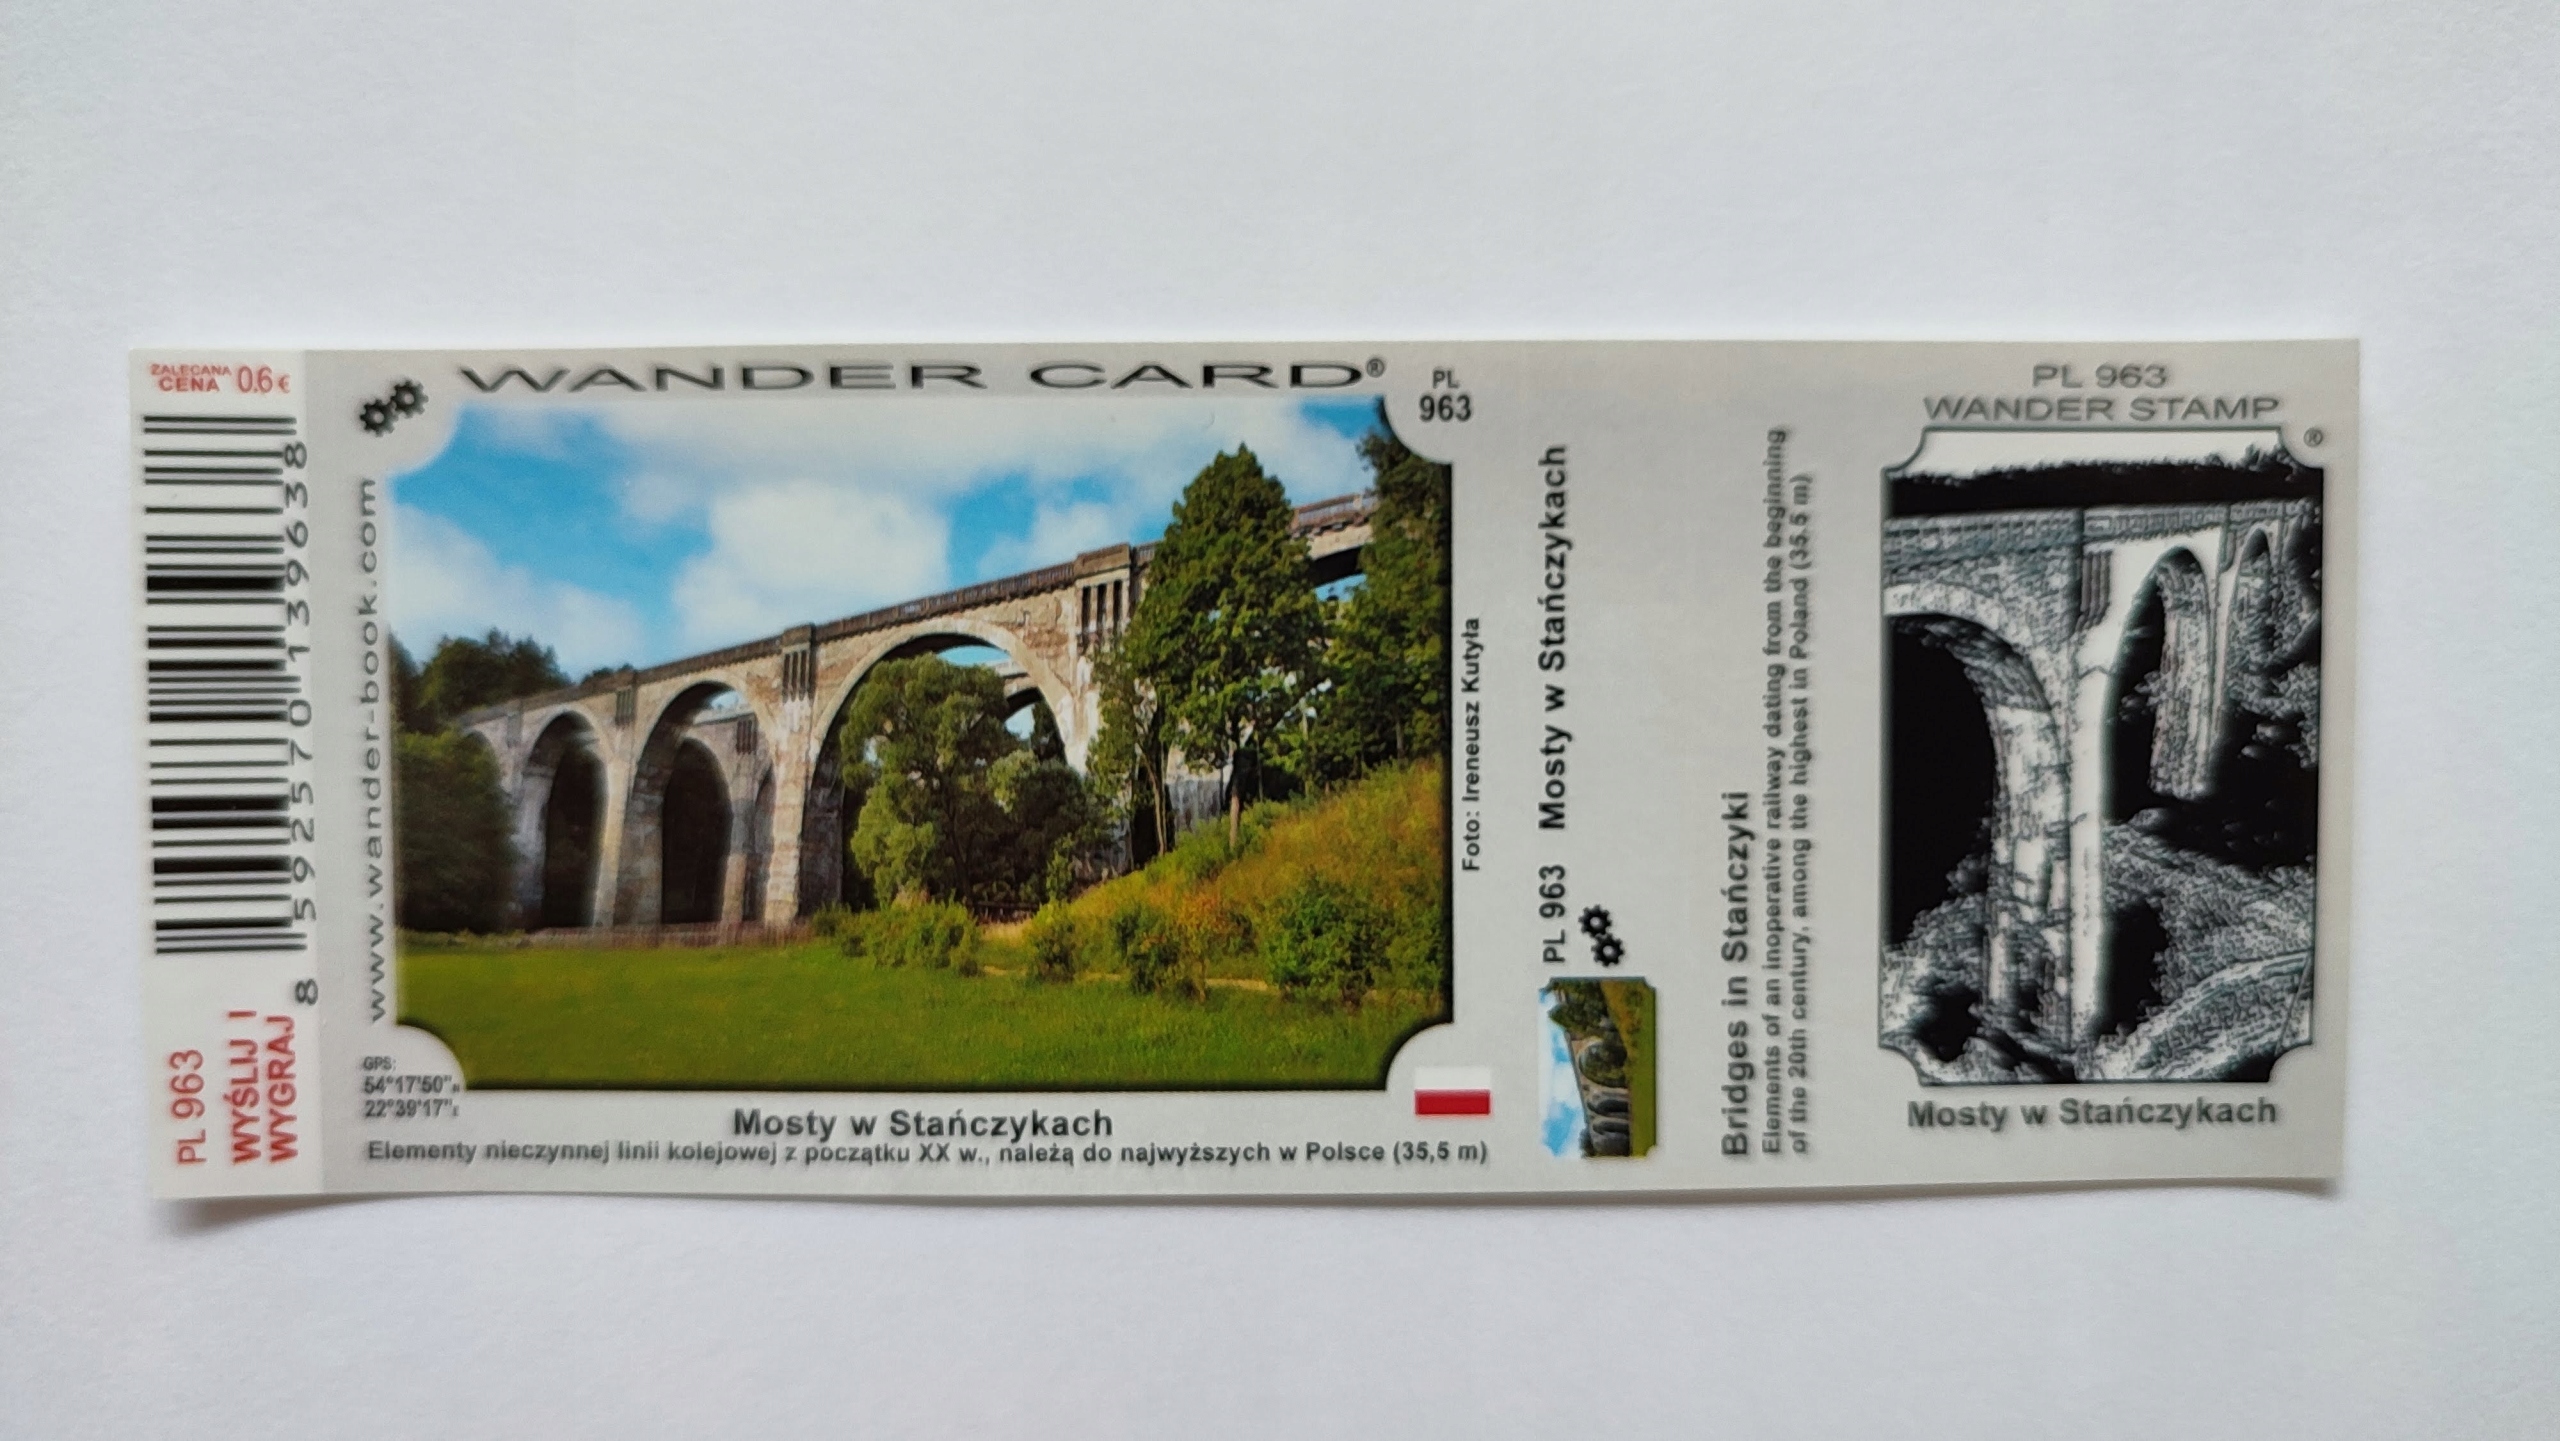 ZALECANA
CENA 0.6 €
8 592570 139638
PL 963
WYŚLIJ I
WYGRAJ
www.wander-book.com
WANDER CARD®
PL
963
GPS:
54°17'50"N
22°39'17"E
Foto: Ireneusz Kutyła
Mosty w Stańczykach
Elementy nieczynnej linii kolejowej z początku XX w., należą do najwyższych w Polsce (35,5 m)
PL 963 Mosty w Stańczykach
Bridges in Stańczyki
Elements of an inoperative railway dating from the beginning
of the 20th century, among the highest in Poland (35.5 m)
PL 963
WANDER STAMP
®
Mosty w Stańczykach